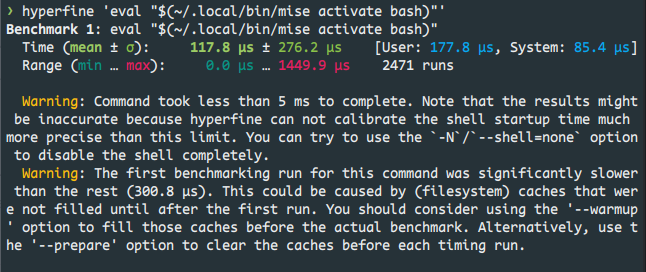 ❯ hyperfine 'eval "$(~/.local/bin/mise activate bash)"'
Benchmark 1: eval "$(~/.local/bin/mise activate bash)"
  Time (mean ± σ):     117.8 µs ± 276.2 µs    [User: 177.8 µs, System: 85.4 µs]
  Range (min … max):     0.0 µs … 1449.9 µs    2471 runs

  Warning: Command took less than 5 ms to complete. Note that the results might
 be inaccurate because hyperfine can not calibrate the shell startup time much
more precise than this limit. You can try to use the `-N`/`--shell=none` option
 to disable the shell completely.
  Warning: The first benchmarking run for this command was significantly slower
 than the rest (300.8 µs). This could be caused by (filesystem) caches that wer
e not filled until after the first run. You should consider using the '--warmup
' option to fill those caches before the actual benchmark. Alternatively, use t
he '--prepare' option to clear the caches before each timing run.